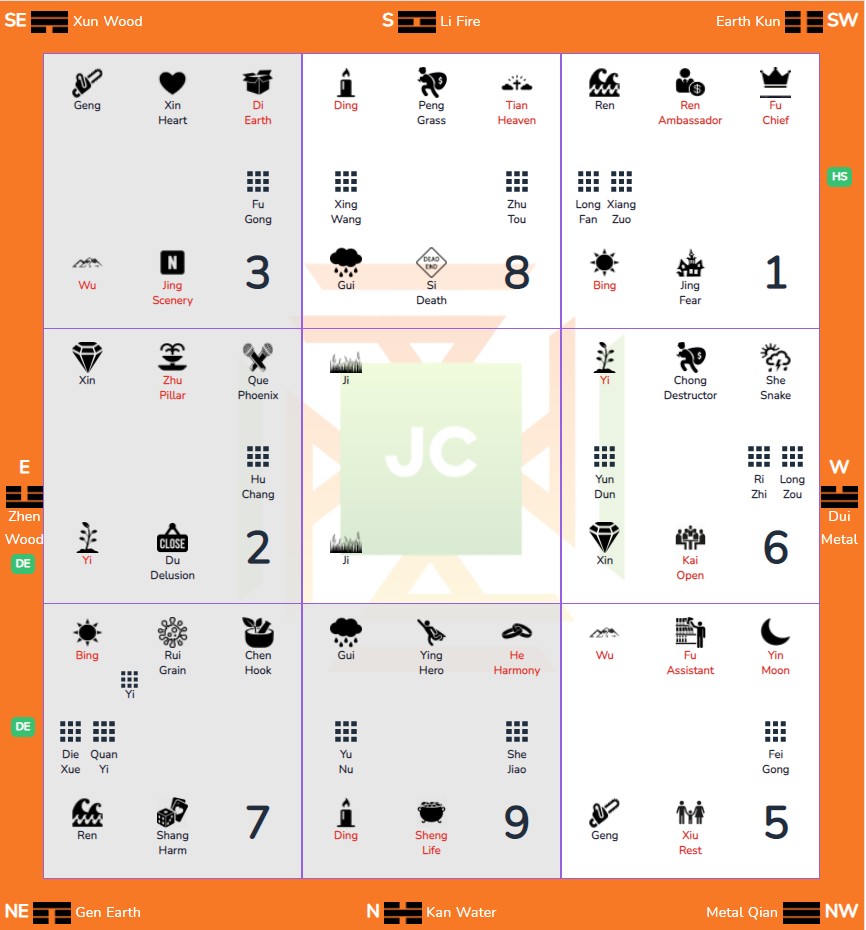 SE Xun Wood
S Li Fire
Earth Kun SW
Geng
Xin
Heart
Di
Earth
Fu
Gong
Wu
N
Jing
Scenery
3
Ding
Peng
Grass
Tian
Heaven
Xing
Wang
Zhu
Tou
Gui
DEAD
END
Si
Death
8
Ren
$
Ren
Ambassador
Fu
Chief
Long
Fan
Xiang
Zuo
Bing
Jing
Fear
1
HS
E
Zhen
Wood
DE
Xin
Zhu
Pillar
Que
Phoenix
Hu
Chang
Yi
CLOSE
Du
Delusion
2
Ji
JC
Ji
Yi
Chong
Destructor
She
Snake
Yun
Dun
Ri
Zhi
Long
Zou
Xin
Kai
Open
6
W
Dui
Metal
DE
Bing
Rui
Grain
Chen
Hook
Yi
Die
Xue
Quan
Yi
Ren
Shang
Harm
7
Gui
Ying
Hero
He
Harmony
Yu
Nu
She
Jiao
Ding
Sheng
Life
9
Wu
Fu
Assistant
Yin
Moon
Fei
Gong
Geng
Xiu
Rest
5
NE Gen Earth
N Kan Water
Metal Qian NW